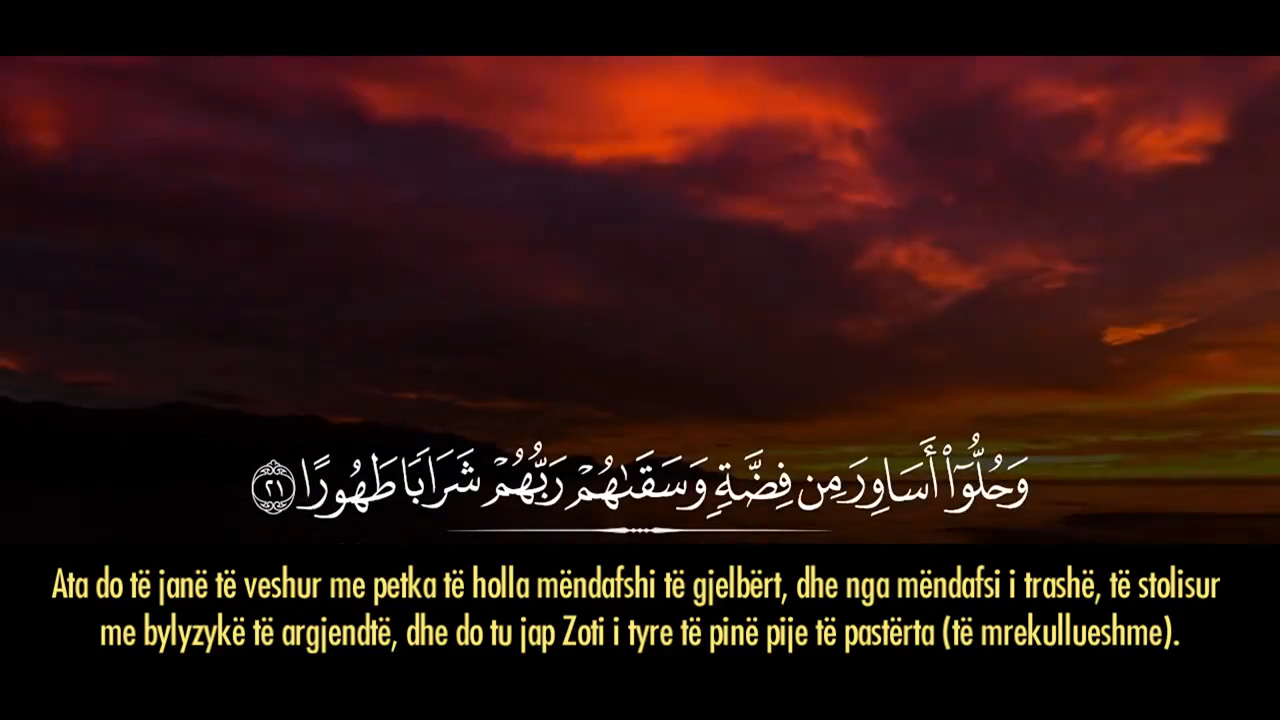 وَحُلُّوٓا۟ أَسَاوِرَ مِن فِضَّةٍ وَسَقَىٰهُمْ رَبُّهُمْ شَرَابًا طَهُورًا ٢١
Ata do të janë të veshur me petka të holla mëndafshi të gjelbërt, dhe nga mëndafsi i trashë, të stolisur
me bylyzykë të argjendtë, dhe do tu jap Zoti i tyre të pinë pije të pastërta (të mrekullueshme).